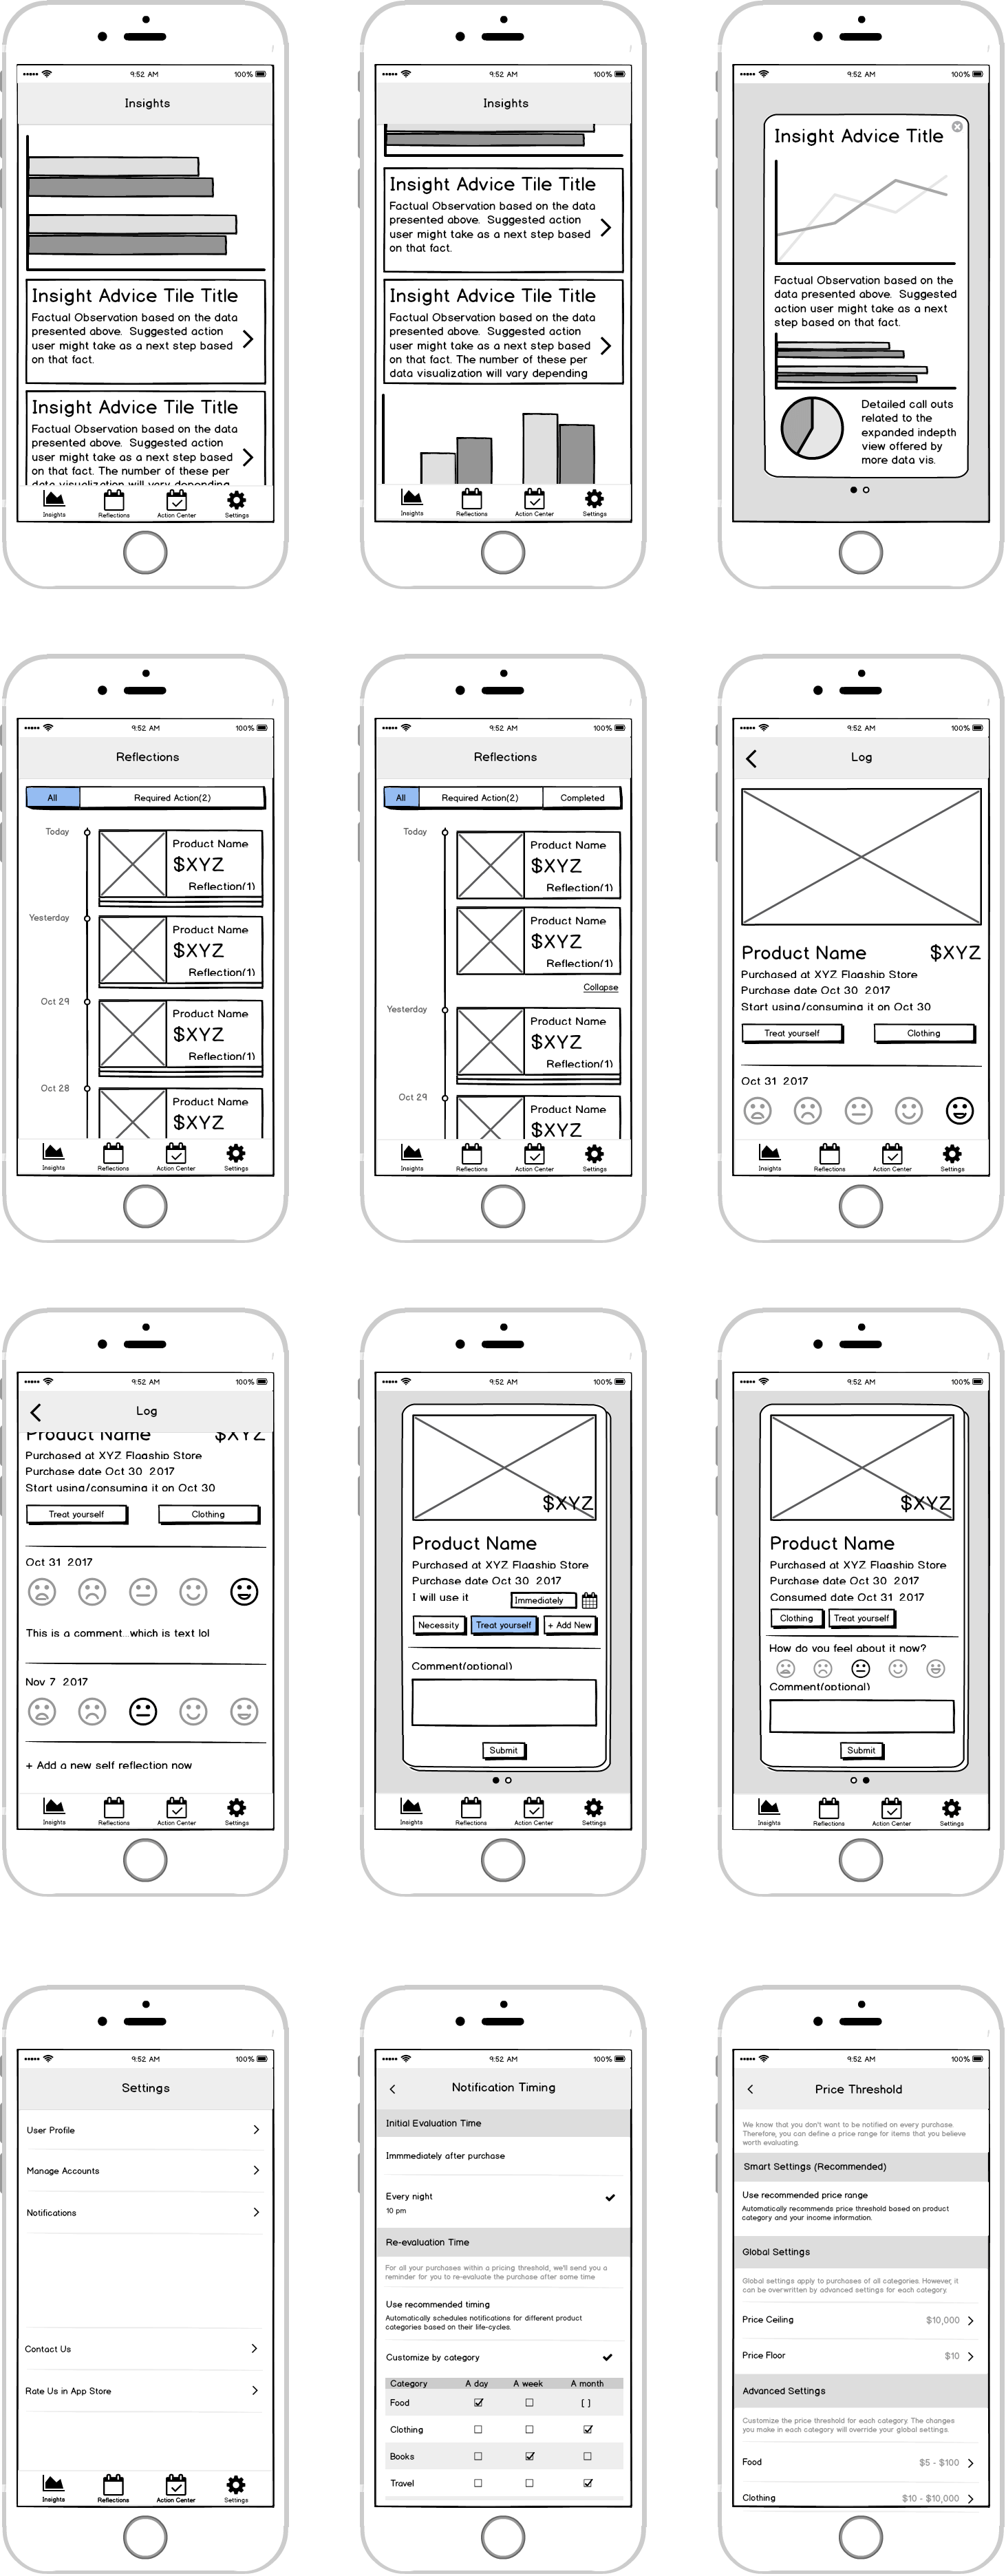 9:52 AM 100%
Insights
Insight Advice Tile Title
Factual Observation based on the data
presented above. Suggested action
user might take as a next step based
on that fact.
Insight Advice Tile Title
Factual Observation based on the data
presented above. Suggested action
user might take as a next step based
on that fact. The number of these per
data visualization will vary depending
Insights Reflections Action Center Settings
9:52 AM 100%
Insights
Insight Advice Tile Title
Factual Observation based on the data
presented above. Suggested action
user might take as a next step based
on that fact.
Insight Advice Tile Title
Factual Observation based on the data
presented above. Suggested action
user might take as a next step based
on that fact. The number of these per
data visualization will vary depending
Insights Reflections Action Center Settings
9:52 AM 100%
Insight Advice Title
Factual Observation based on the
data presented above. Suggested
action user might take as a next
step based on that fact.
Detailed call outs
related to the
expanded indepth
view offered by
more data vis.
9:52 AM 100%
Reflections
All Required Action(2)
Today
Product Name
$XYZ
Reflection(1)
Yesterday
Product Name
$XYZ
Reflection(1)
Oct 29
Product Name
$XYZ
Reflection(1)
Oct 28
Product Name
$XYZ
Insights Reflections Action Center Settings
9:52 AM 100%
Reflections
All Required Action(2) Completed
Today
Product Name
$XYZ
Reflection(1)
Product Name
$XYZ
Reflection(1)
Collapse
Yesterday
Product Name
$XYZ
Reflection(1)
Oct 29
Product Name
$XYZ
Insights Reflections Action Center Settings
9:52 AM 100%
Log
Product Name $XYZ
Purchased at XYZ Flagship Store
Purchase date Oct 30 2017
Start using/consuming it on Oct 30
Treat yourself Clothing
Oct 31 2017
Insights Reflections Action Center Settings
9:52 AM 100%
Log
Product Name $XYZ
Purchased at XYZ Flagship Store
Purchase date Oct 30 2017
Start using/consuming it on Oct 30
Treat yourself Clothing
Oct 31 2017
This is a comment...which is text lol
Nov 7 2017
+ Add a new self reflection now
Insights Reflections Action Center Settings
9:52 AM 100%
$XYZ
Product Name
Purchased at XYZ Flagship Store
Purchase date Oct 30 2017
I will use it Immediately
Necessity Treat yourself + Add New
Comment(optional)
Submit
Insights Reflections Action Center Settings
9:52 AM 100%
$XYZ
Product Name
Purchased at XYZ Flagship Store
Purchase date Oct 30 2017
Consumed date Oct 31 2017
Clothing Treat yourself
How do you feel about it now?
Comment(optional)
Submit
Insights Reflections Action Center Settings
9:52 AM 100%
Settings
User Profile
Manage Accounts
Notifications
Contact Us
Rate Us in App Store
Insights Reflections Action Center Settings
9:52 AM 100%
Notification Timing
Initial Evaluation Time
Immmediately after purchase
Every night
10 pm
Re-evaluation Time
For all your purchases within a pricing threshold, we'll send you a
reminder for you to re-evaluate the purchase after some time
Use recommended timing
Automatically schedules notifications for different product
categories based on their life-cycles.
Customize by category
Category A day A week A month
Food [ ]
Clothing
Books
Travel
9:52 AM 100%
Price Threshold
We know that you don't want to be notified on every purchase.
Therefore, you can define a price range for items that you believe
worth evaluating.
Smart Settings (Recommended)
Use recommended price range
Automatically recommends price threshold based on product
category and your income information.
Global Settings
Global settings apply to purchases of all categories. However, it
can be overwritten by advanced settings for each category.
Price Ceiling $10,000
Price Floor $10
Advanced Settings
Customize the price threshold for each category. The changes
you make in each category will override your global settings.
Food $5 - $100
Clothing $10 - $10,000